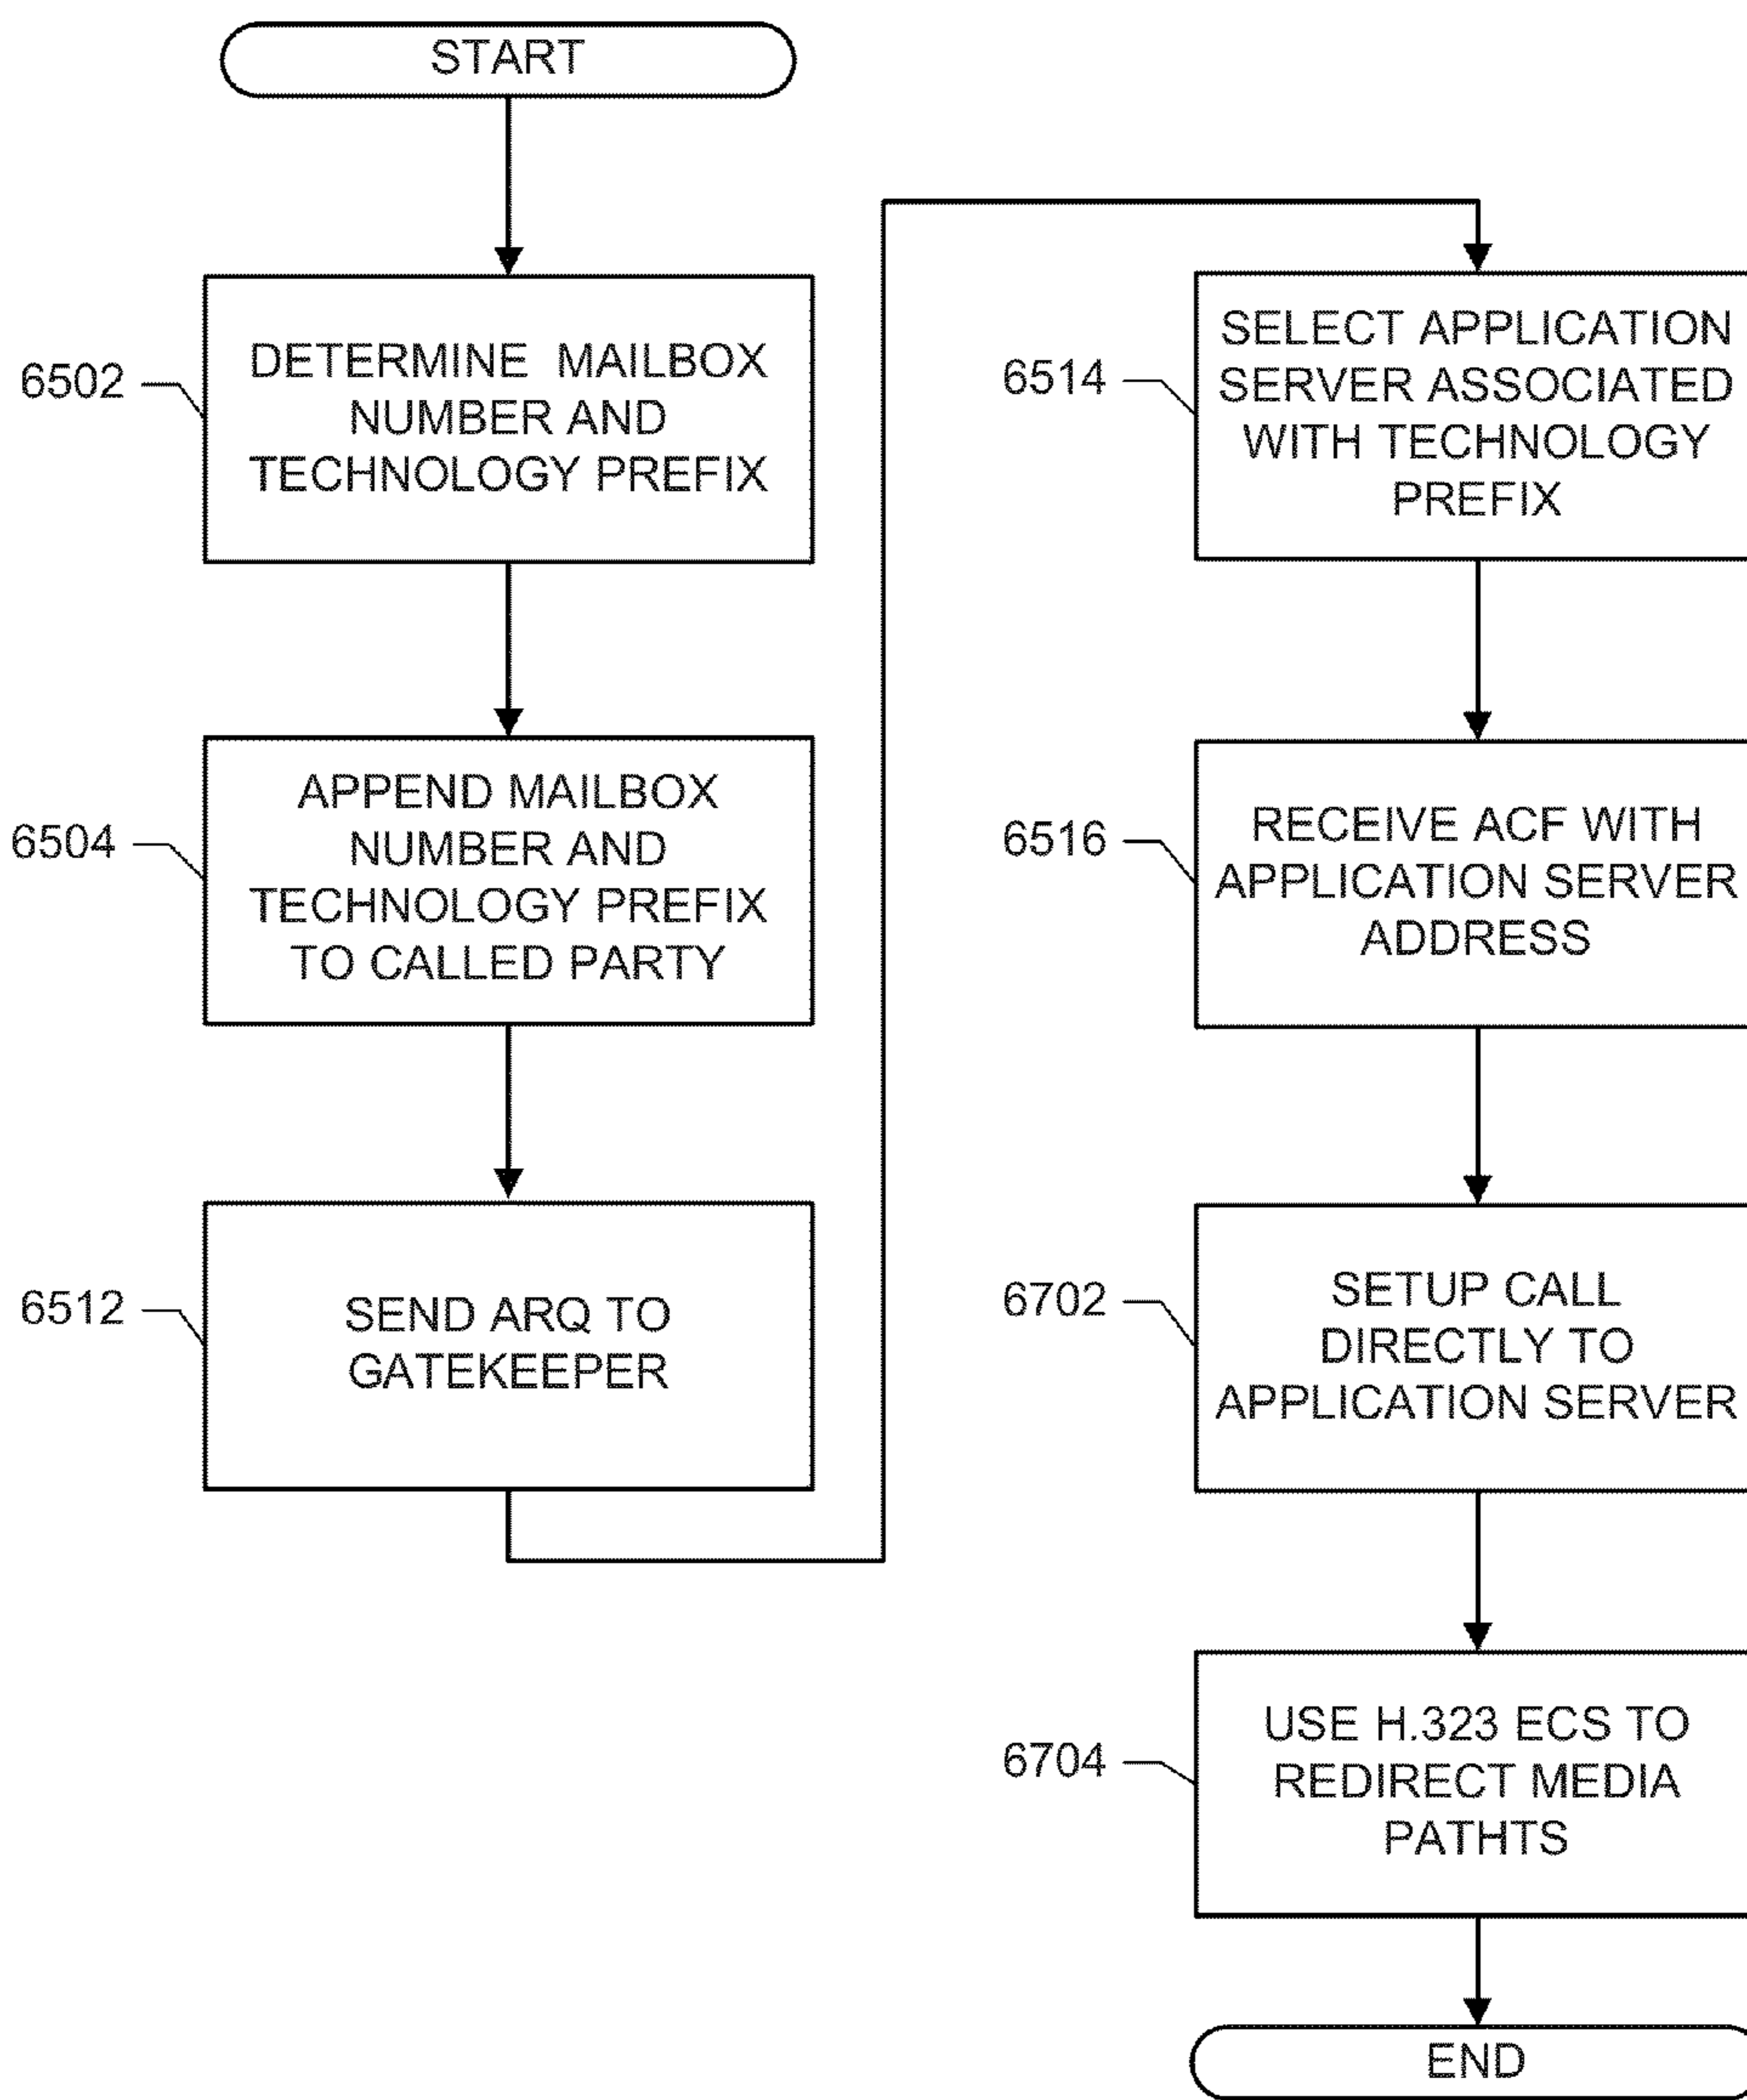 START
6502
DETERMINE MAILBOX
NUMBER AND
TECHNOLOGY PREFIX
6504
APPEND MAILBOX
NUMBER AND
TECHNOLOGY PREFIX
TO CALLED PARTY
6512
SEND ARQ TO
GATEKEEPER
6514
SELECT APPLICATION
SERVER ASSOCIATED
WITH TECHNOLOGY
PREFIX
6516
RECEIVE ACF WITH
APPLICATION SERVER
ADDRESS
6702
SETUP CALL
DIRECTLY TO
APPLICATION SERVER
6704
USE H.323 ECS TO
REDIRECT MEDIA
PATHTS
END